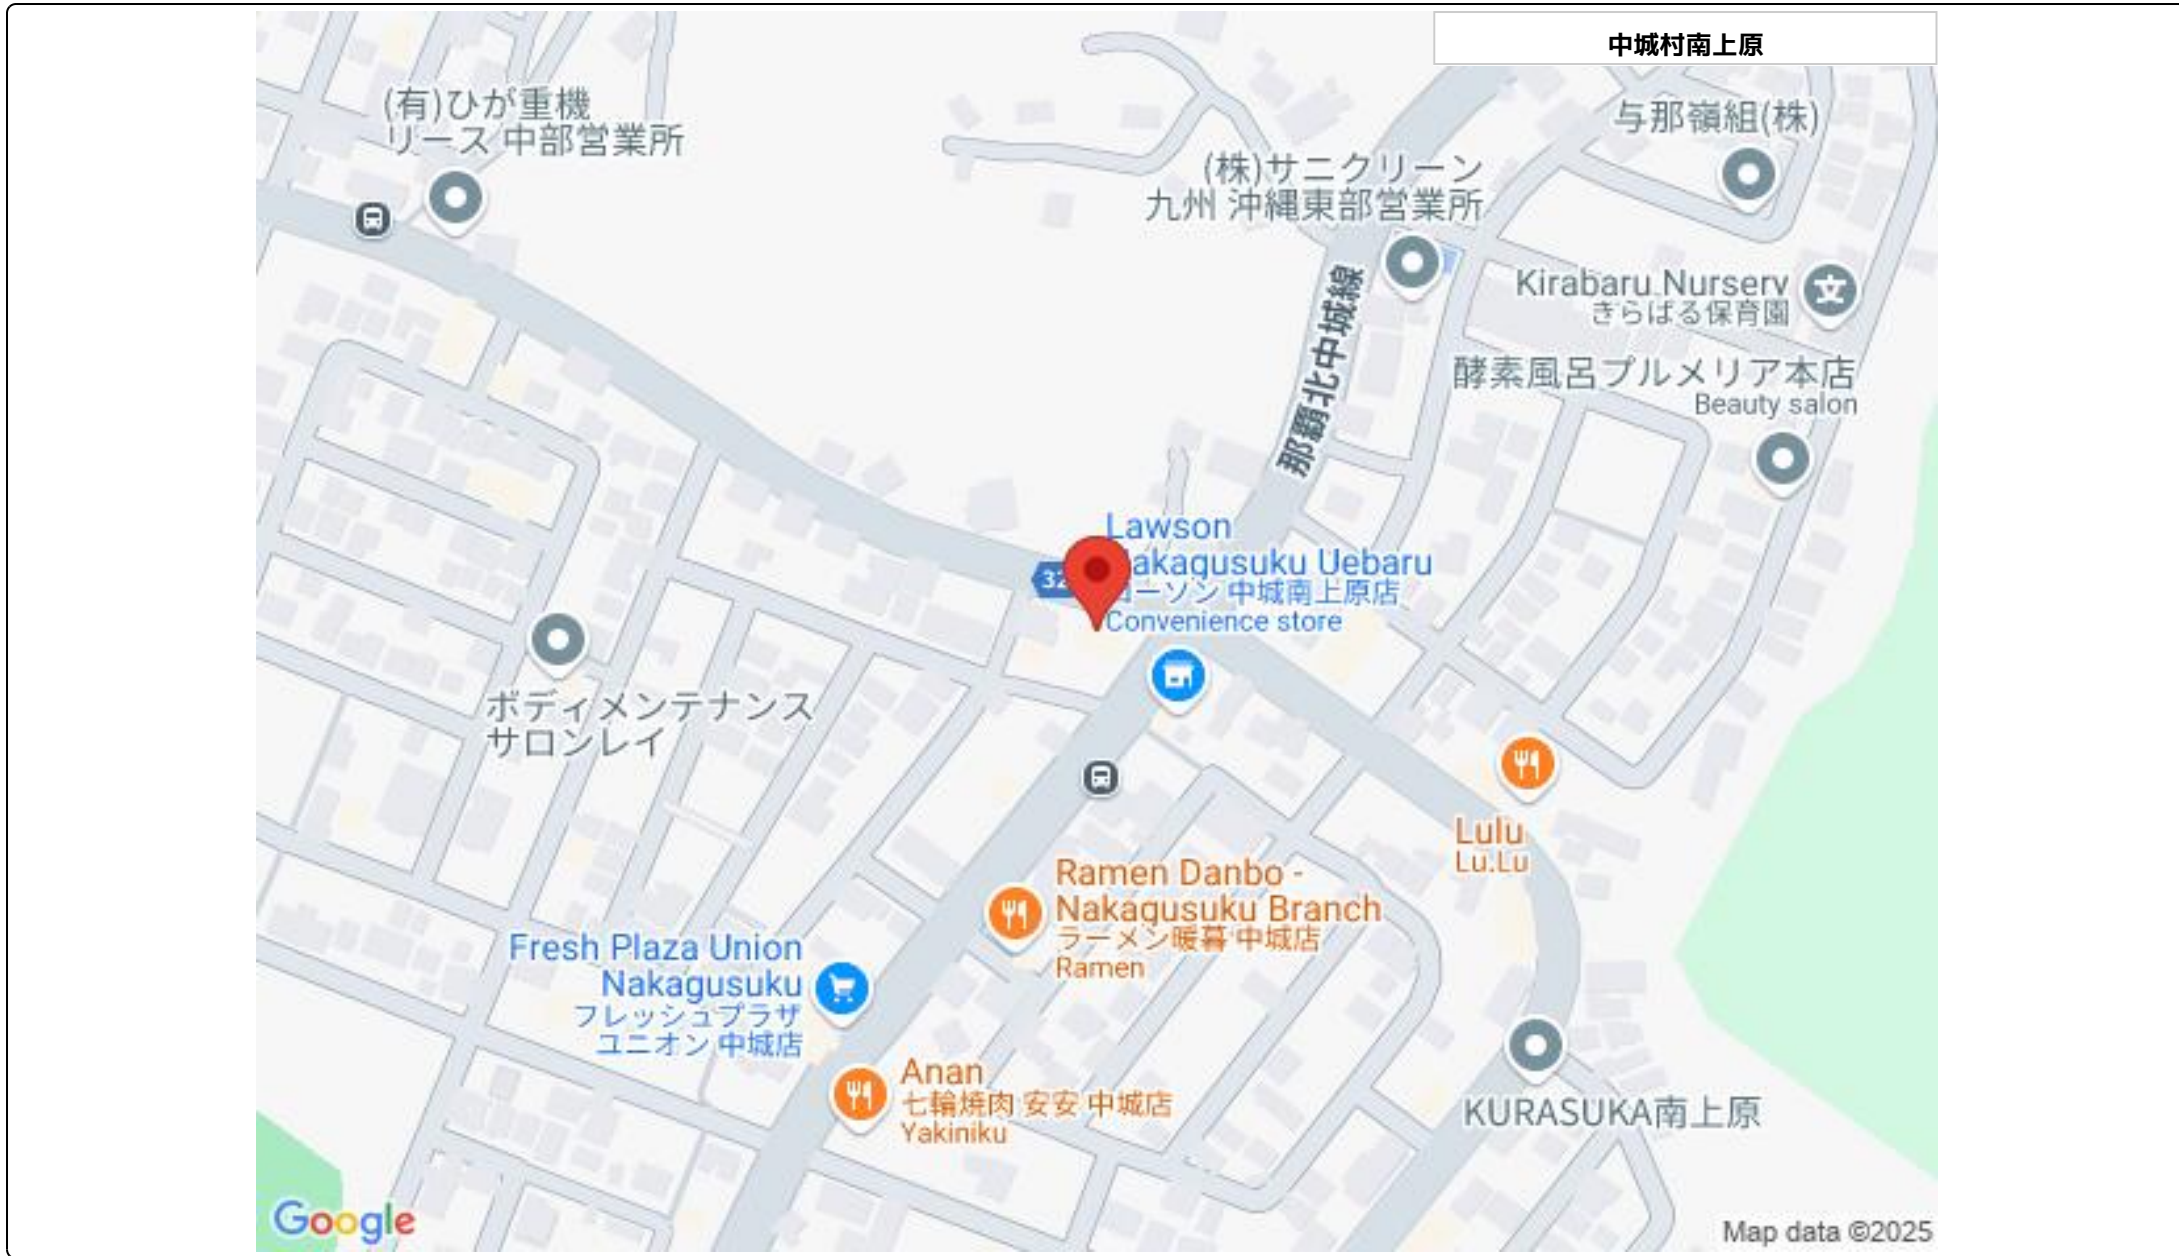 中城村南上原
(有)ひが重機
リース 中部営業所
与那嶺組(株)
(株)サニクリーン
九州 沖縄東部営業所
那覇北中城線
Kirabaru Nursery
きらばる保育園
酵素風呂プルメリア本店
Beauty salon
Lawson
akagusuku Uebaru
ーソン 中城南上原店
Convenience store
32
ボディメンテナンス
サロンレイ
Lulu
Lu.Lu
Ramen Danbo -
Nakagusuku Branch
ラーメン暖暮 中城店
Ramen
Fresh Plaza Union
Nakagusuku
フレッシュプラザ
ユニオン 中城店
Anan
七輪焼肉 安安 中城店
Yakiniku
KURASUKA南上原
Google
Map data ©2025